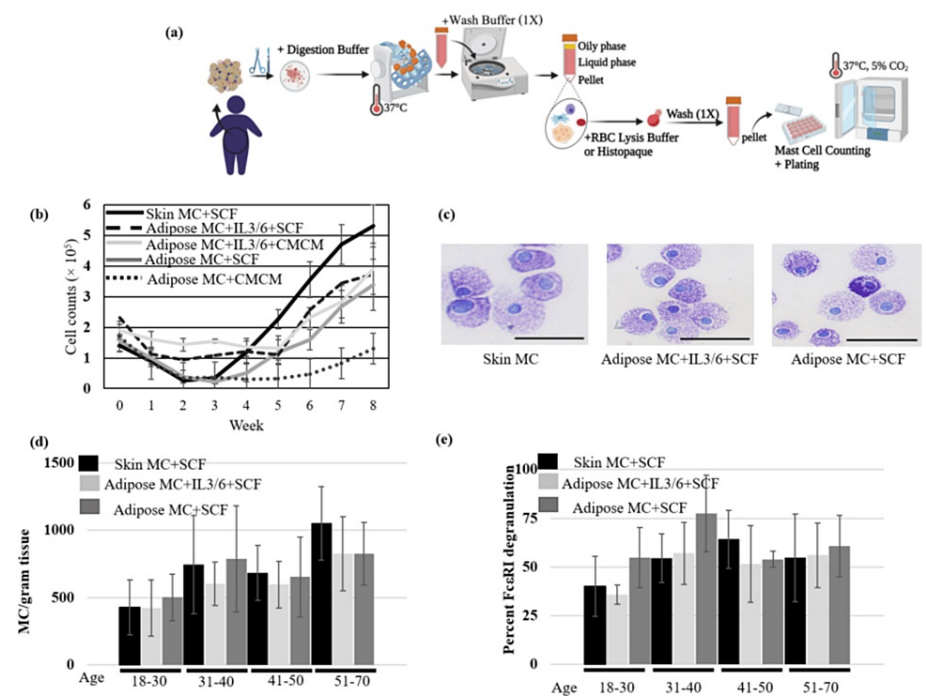 (a)
+Wash Buffer (1X)
+ Digestion Buffer
37°C
Oily phase
Liquid phase
Pellet
+RBC Lysis Buffer
or Histopaque
Wash (1X)
pellet
37°C, 5% CO₂
Mast Cell Counting
+ Plating
(b)
Cell counts (× 10⁵)
6
5
4
3
2
1
0
Skin MC+SCF
Adipose MC+IL3/6+SCF
Adipose MC+IL3/6+CMCM
Adipose MC+SCF
Adipose MC+CMCM
0 1 2 3 4 5 6 7 8
Week
(c)
Skin MC
Adipose MC+IL3/6+SCF
Adipose MC+SCF
(d)
MC/gram tissue
1500
1000
500
0
Skin MC+SCF
Adipose MC+IL3/6+SCF
Adipose MC+SCF
Age 18-30 31-40 41-50 51-70
(e)
Percent FcεRI degranulation
100
75
50
25
0
Skin MC+SCF
Adipose MC+IL3/6+SCF
Adipose MC+SCF
Age 18-30 31-40 41-50 51-70